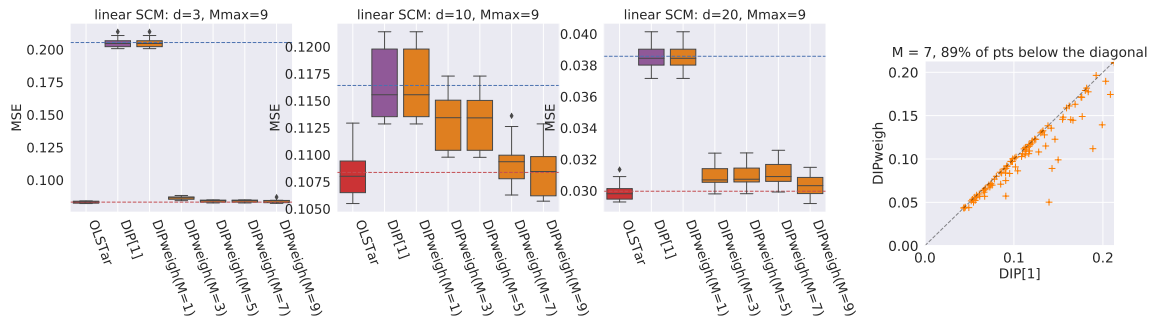 linear SCM: d=3, Mmax=9
MSE
0.200
0.175
0.150
0.125
0.100
OLSTar
DIP[1]
DIPweigh(M=1)
DIPweigh(M=3)
DIPweigh(M=5)
DIPweigh(M=7)
DIPweigh(M=9)
linear SCM: d=10, Mmax=9
MSE
0.1200
0.1175
0.1150
0.1125
0.1100
0.1075
0.1050
OLSTar
DIP[1]
DIPweigh(M=1)
DIPweigh(M=3)
DIPweigh(M=5)
DIPweigh(M=7)
DIPweigh(M=9)
linear SCM: d=20, Mmax=9
MSE
0.040
0.038
0.036
0.034
0.032
0.030
OLSTar
DIP[1]
DIPweigh(M=1)
DIPweigh(M=3)
DIPweigh(M=5)
DIPweigh(M=7)
DIPweigh(M=9)
M = 7, 89% of pts below the diagonal
DIPweigh
0.20
0.15
0.10
0.05
0.00
0.0
0.1
0.2
DIP[1]